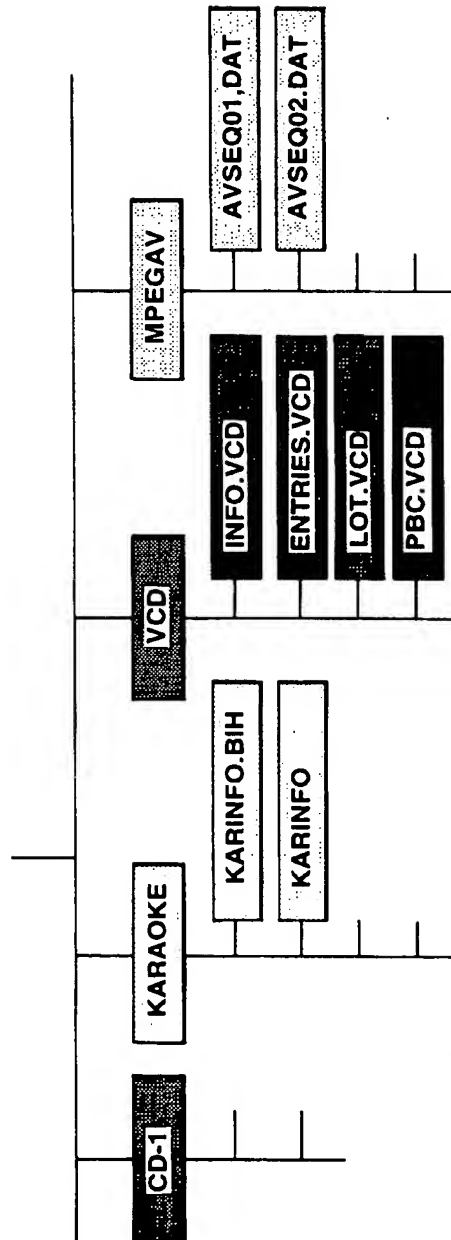 CD-1
KARAOKE
KARINFO.BIH
KARINFO
VCD
INFO.VCD
ENTRIES.VCD
LOT.VCD
PBC.VCD
MPEGAV
AVSEQ01,DAT
AVSEQ02.DAT